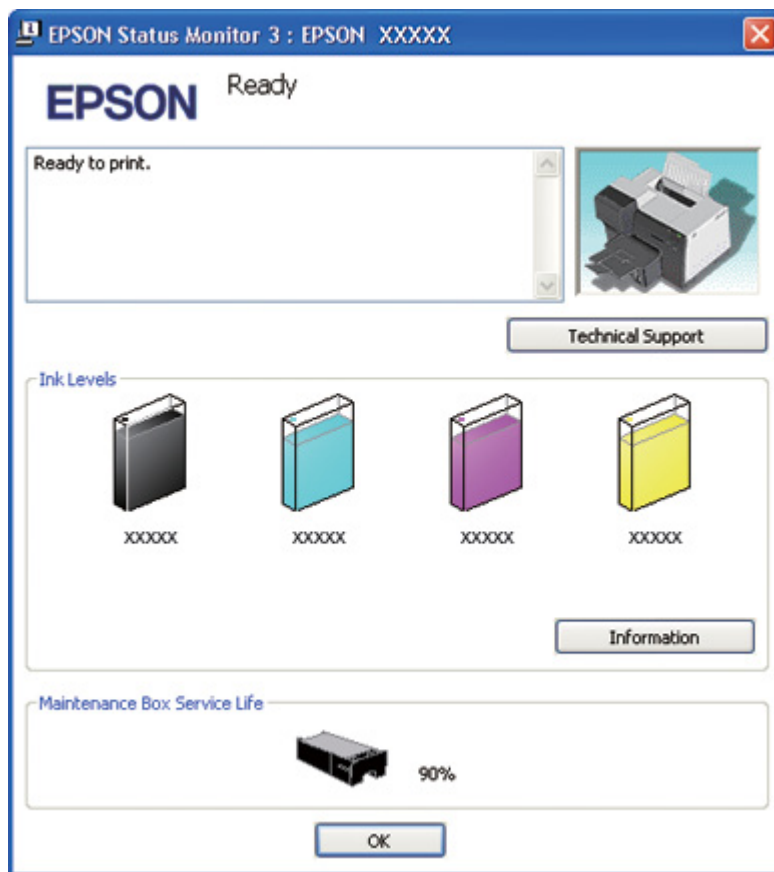 EPSON Status Monitor 3 : EPSON XXXXX
EPSON
Ready
Ready to print.
Technical Support
Ink Levels
XXXXX XXXXX XXXXX XXXXX
Information
Maintenance Box Service Life
90%
OK